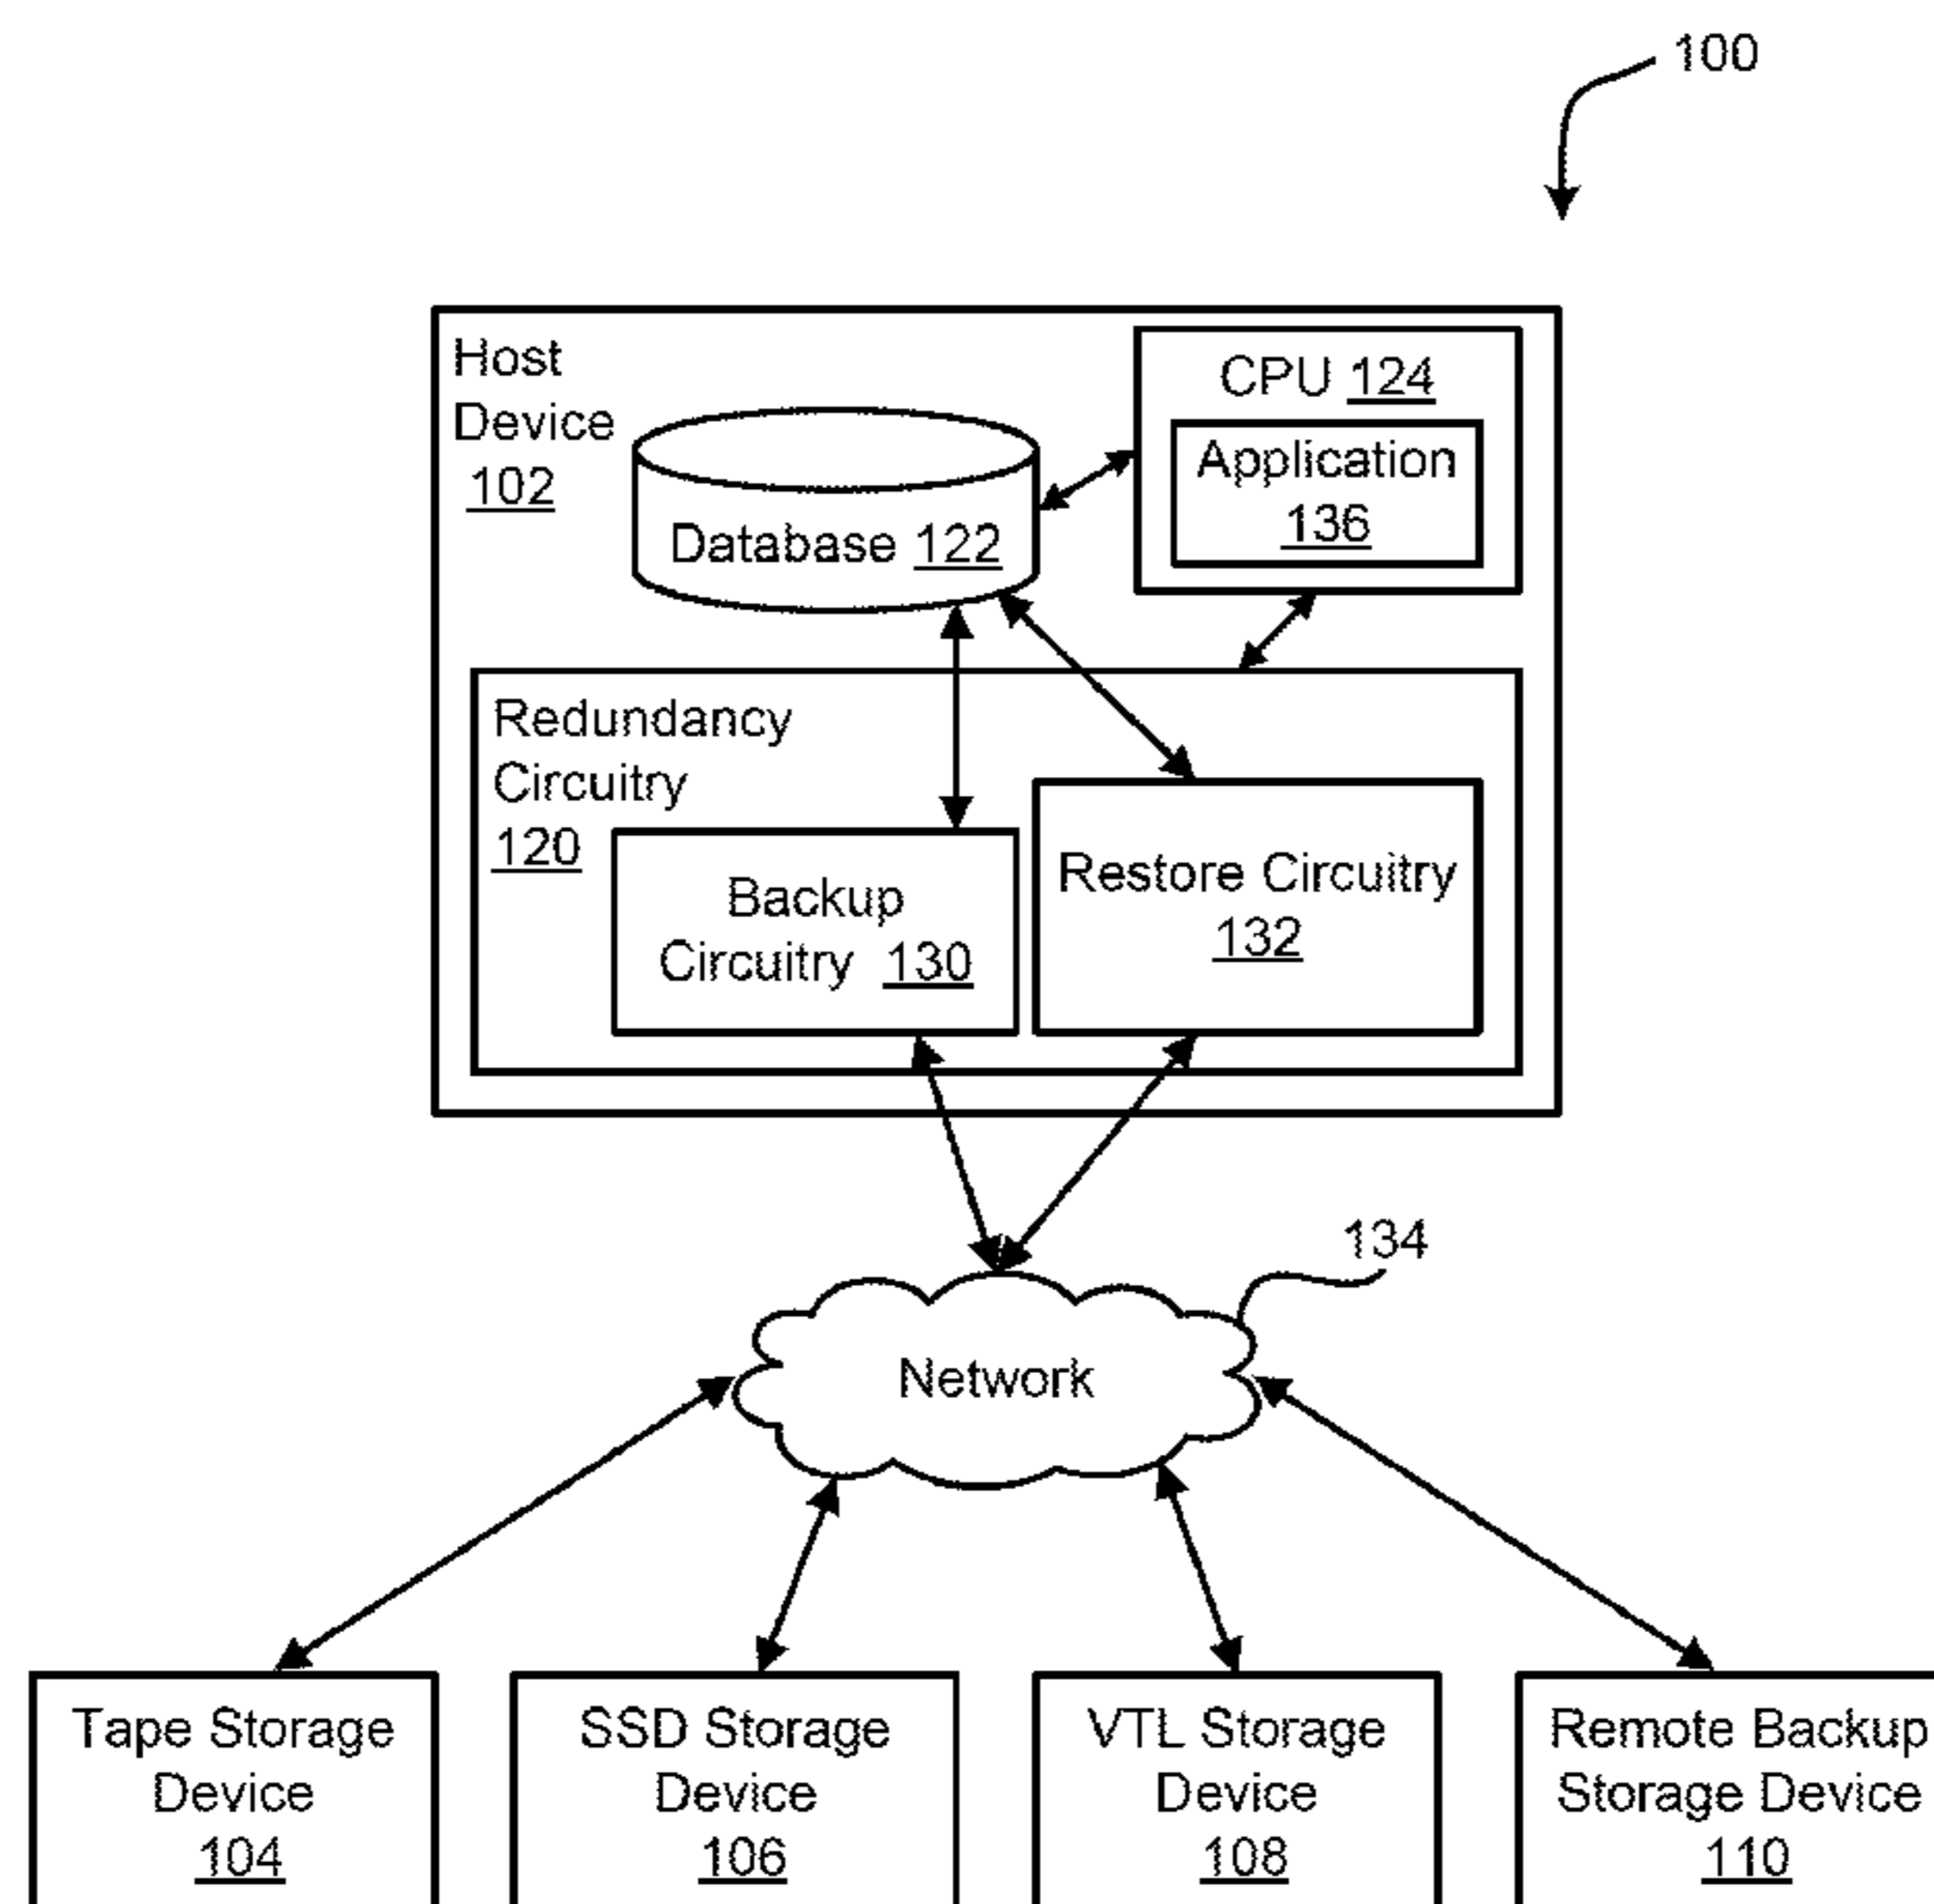 100
Host
Device
102
CPU 124
Application
136
Database 122
Redundancy
Circuitry
120
Backup
Circuitry 130
Restore Circuitry
132
134
Network
Tape Storage
Device
104
SSD Storage
Device
106
VTL Storage
Device
108
Remote Backup
Storage Device
110